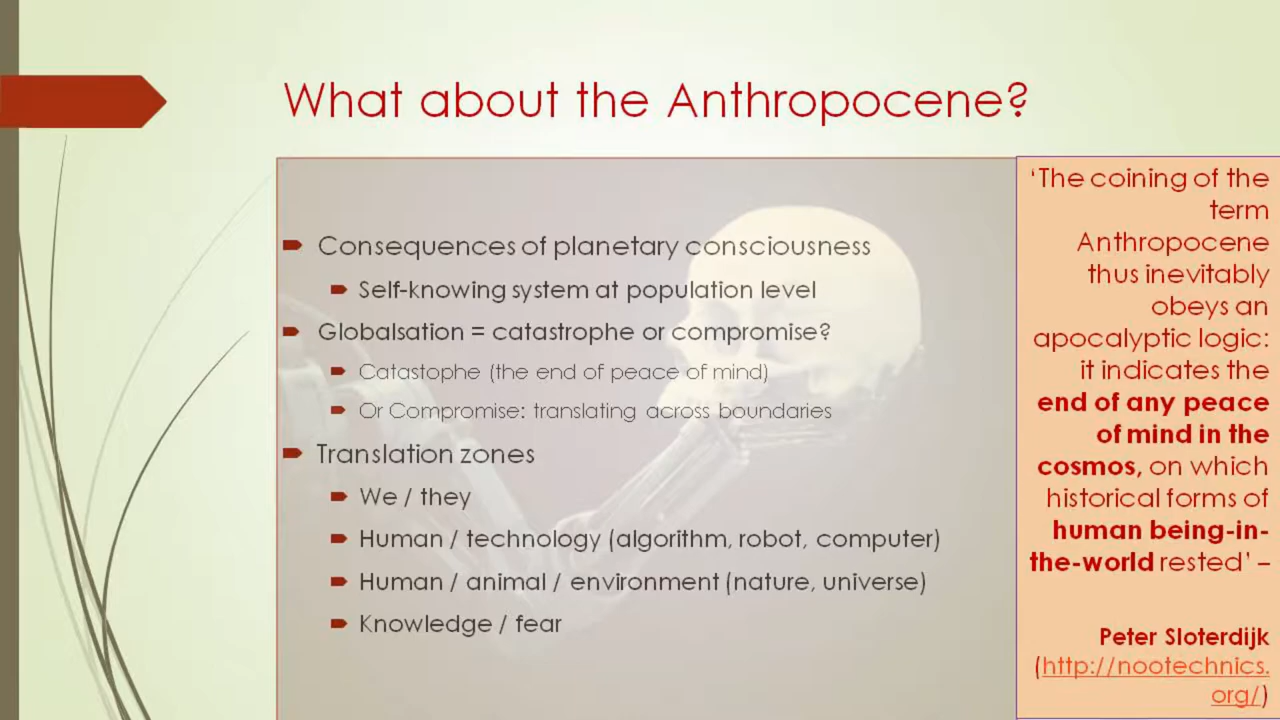 What about the Anthropocene?
Consequences of planetary consciousness
Self-knowing system at population level
Globalsation = catastrophe or compromise?
Catastophe (the end of peace of mind)
Or Compromise: translating across boundaries
Translation zones
We / they
Human / technology (algorithm, robot, computer)
Human / animal / environment (nature, universe)
Knowledge / fear
‘The coining of the
term
Anthropocene
thus inevitably
obeys an
apocalyptic logic:
it indicates the
end of any peace
of mind in the
cosmos, on which
historical forms of
human being-in-
the-world rested’ –
Peter Sloterdijk
(http://nootechnics.
org/)